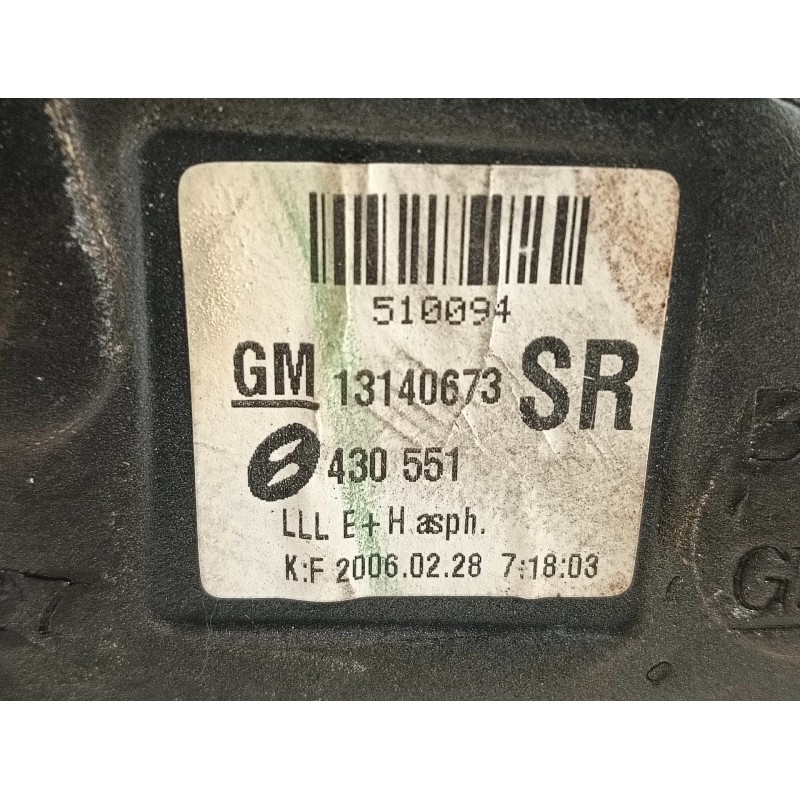 510094
GM 13140673 SR
430 551
LLL E+H asph.
K:F 2006.02.28 7:18:03